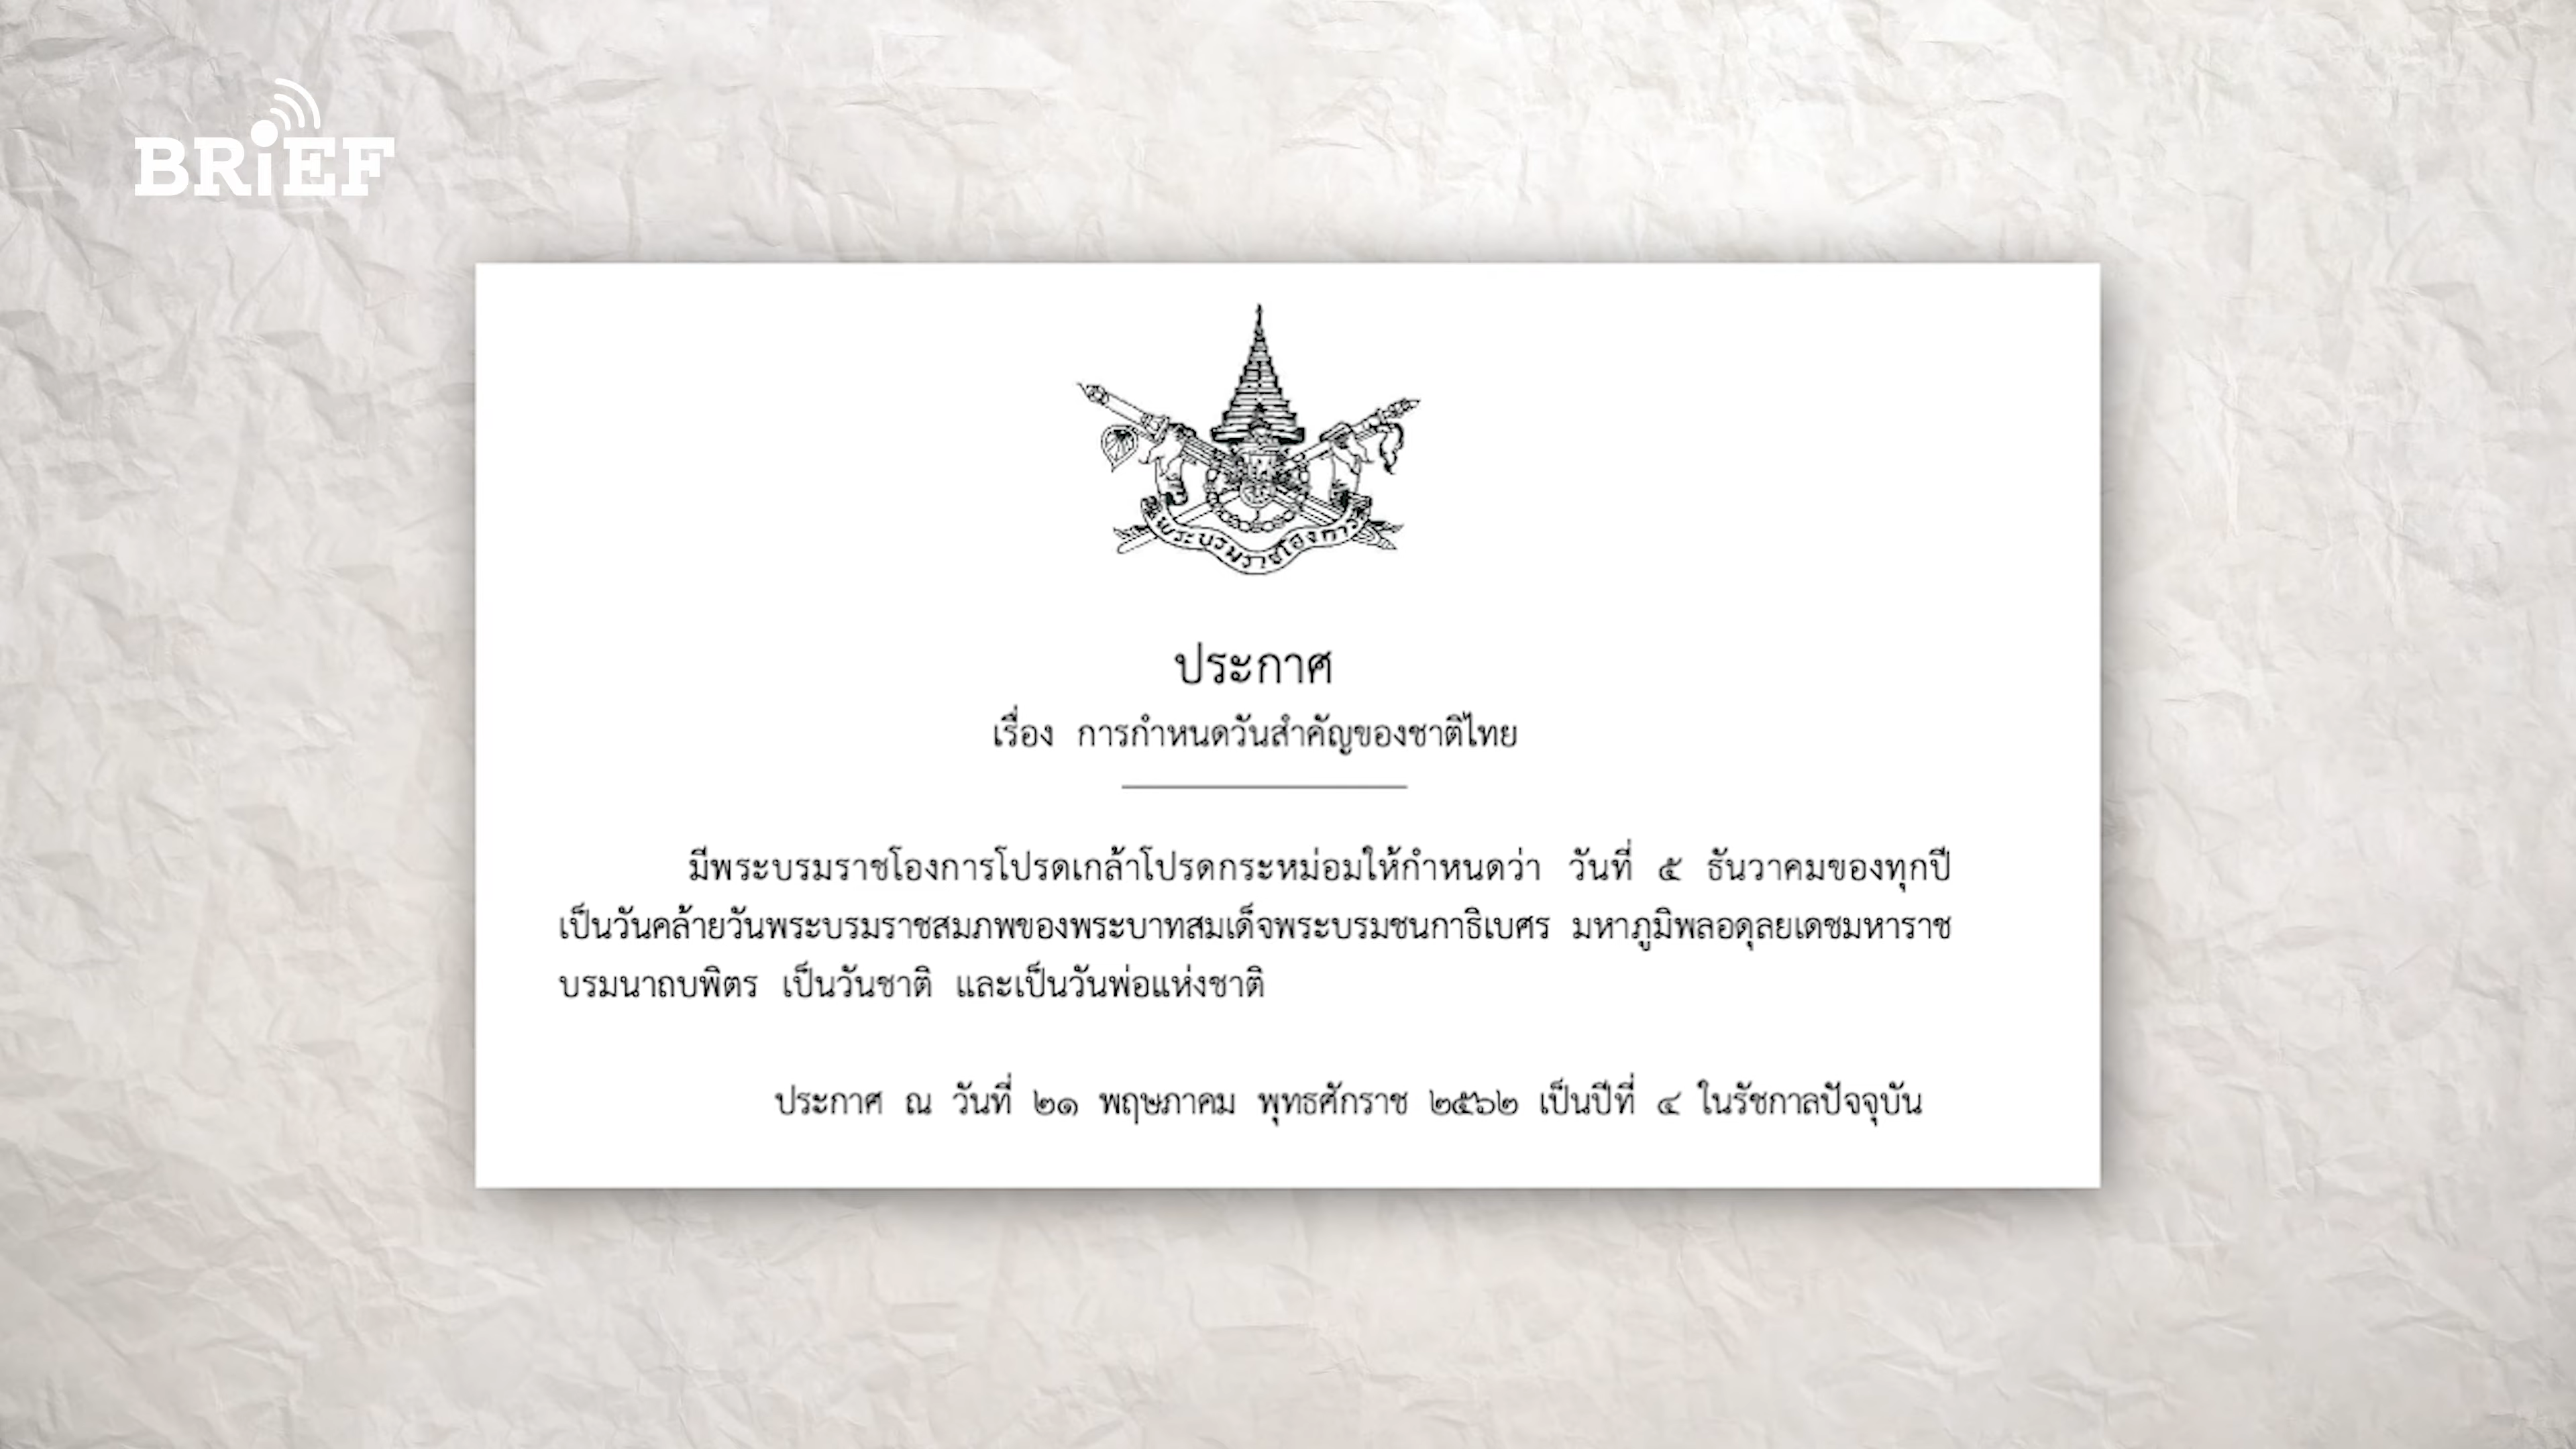 BRiEF
พระบรมราชโองการ
ประกาศ
เรื่อง การกำหนดวันสำคัญของชาติไทย
มีพระบรมราชโองการโปรดเกล้าโปรดกระหม่อมให้กำหนดว่า วันที่ ๕ ธันวาคมของทุกปี
เป็นวันคล้ายวันพระบรมราชสมภพของพระบาทสมเด็จพระบรมชนกาธิเบศร มหาภูมิพลอดุลยเดชมหาราช
บรมนาถบพิตร เป็นวันชาติ และเป็นวันพ่อแห่งชาติ
ประกาศ ณ วันที่ ๒๑ พฤษภาคม พุทธศักราช ๒๕๖๒ เป็นปีที่ ๔ ในรัชกาลปัจจุบัน